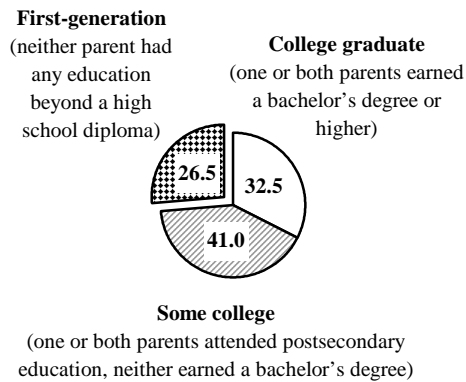 First-generation
(neither parent had
any education
beyond a high
school diploma)
College graduate
(one or both parents earned
a bachelor’s degree or
higher)
26.5
32.5
41.0
Some college
(one or both parents attended postsecondary
education, neither earned a bachelor’s degree)